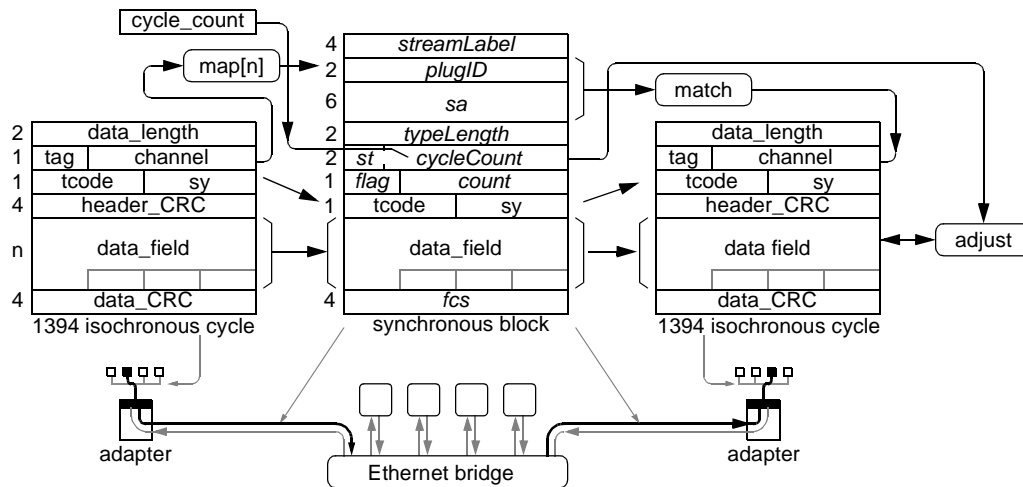 cycle_count
map[n]
4 streamLabel
2 plugID
6 sa
match
2 typeLength
2 st cycleCount
1 flag count
1 tcode sy
data_field
4 fcs
synchronous block
2 data_length
1 tag channel
1 tcode sy
4 header_CRC
n data_field
4 data_CRC
1394 isochronous cycle
data_length
tag channel
tcode sy
header_CRC
data field
data_CRC
1394 isochronous cycle
adjust
adapter
Ethernet bridge
adapter